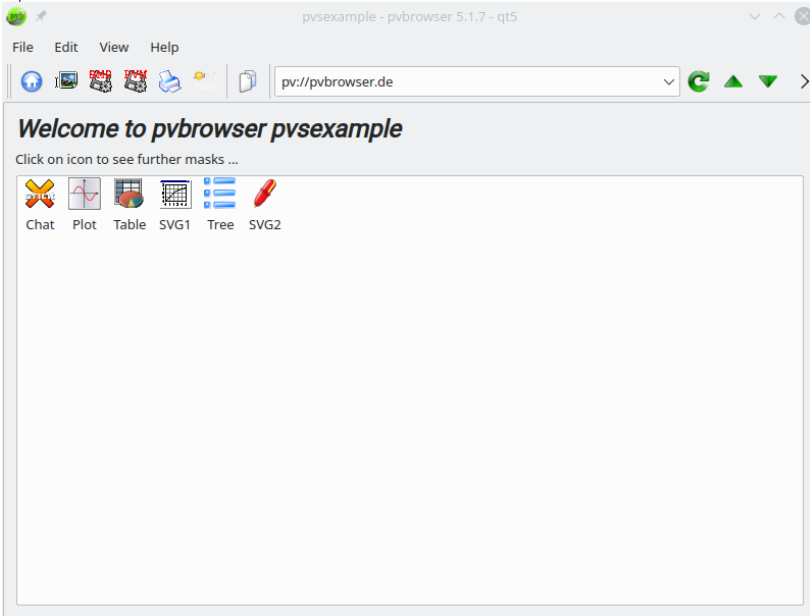 pvsexample - pvbrowser 5.1.7 - qt5
File Edit View Help
BMP
pv://pvbrowser.de
Welcome to pvbrowser pvsexample
Click on icon to see further masks ...
Chat Plot Table SVG1 Tree SVG2